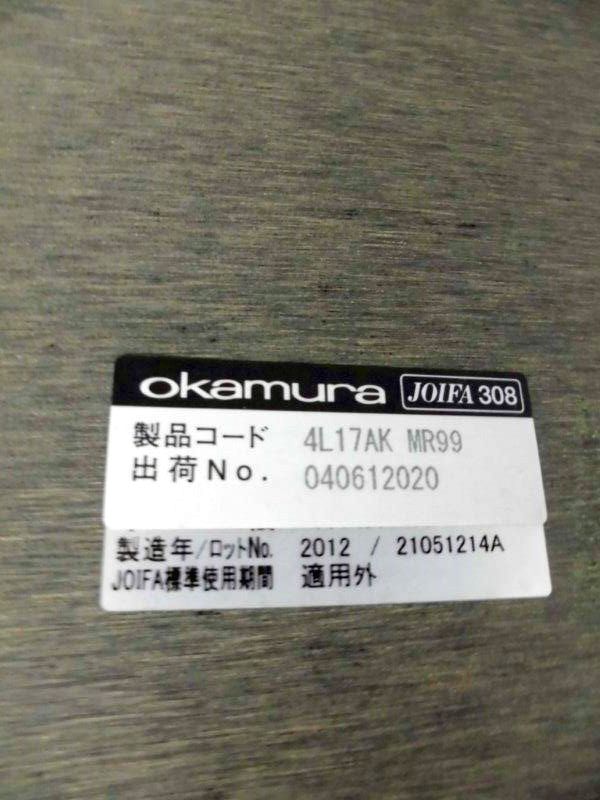 okamura JOIFA 308
製品コード 4L17AK MR99
出荷No. 040612020
製造年/ロットNo. 2012 / 21051214A
JOIFA標準使用期間 適用外